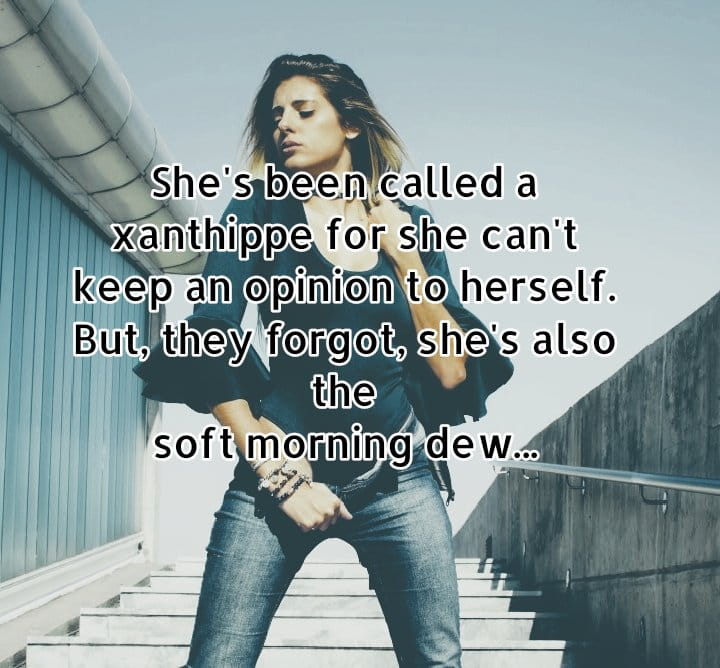 She's been called a
xanthippe for she can't
keep an opinion to herself.
But, they forgot, she's also
the
soft morning dew...